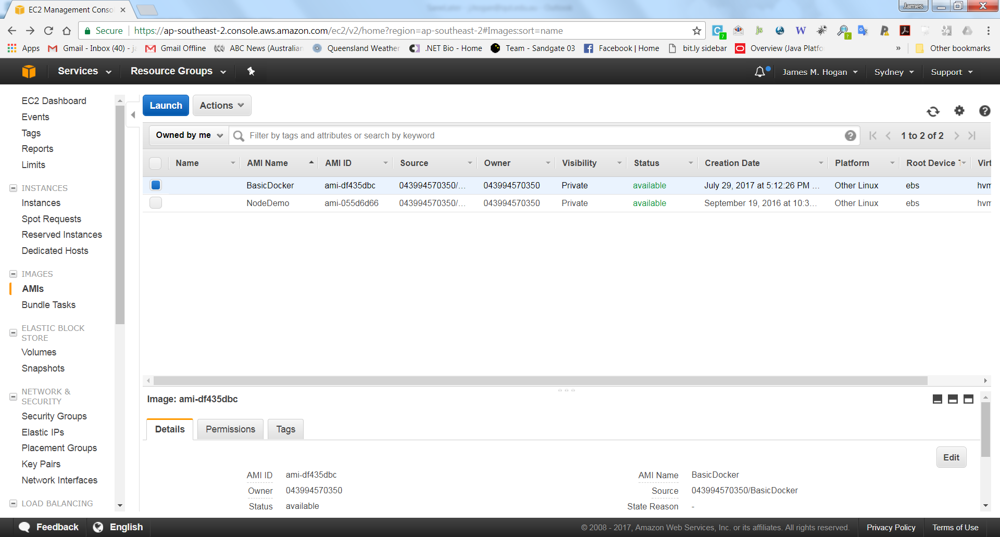 EC2 Management Conso
James
Secure https://ap-southeast-2.console.aws.amazon.com/ec2/v2/home?region=ap-southeast-2#Images:sort=name
Apps Gmail - Inbox (40) - ja Gmail Offline ABC News (Australian Queensland Weather .NET Bio - Home Team - Sandgate 03 Facebook | Home bit.ly sidebar Overview (Java Platfo » Other bookmarks
Services Resource Groups James M. Hogan Sydney Support
EC2 Dashboard
Events
Tags
Reports
Limits
INSTANCES
Instances
Spot Requests
Reserved Instances
Dedicated Hosts
IMAGES
AMIs
Bundle Tasks
ELASTIC BLOCK
STORE
Volumes
Snapshots
NETWORK &
SECURITY
Security Groups
Elastic IPs
Placement Groups
Key Pairs
Network Interfaces
LOAD BALANCING
Launch Actions
Owned by me Filter by tags and attributes or search by keyword 1 to 2 of 2
Name AMI Name AMI ID Source Owner Visibility Status Creation Date Platform Root Device T Virt
BasicDocker ami-df435dbc 043994570350/... 043994570350 Private available July 29, 2017 at 5:12:26 PM ... Other Linux ebs hvm
NodeDemo ami-055d6d66 043994570350/... 043994570350 Private available September 19, 2016 at 10:3... Other Linux ebs hvm
Image: ami-df435dbc
Details Permissions Tags
Edit
AMI ID ami-df435dbc AMI Name BasicDocker
Owner 043994570350 Source 043994570350/BasicDocker
Status available State Reason -
Feedback English © 2008 - 2017, Amazon Web Services, Inc. or its affiliates. All rights reserved. Privacy Policy Terms of Use